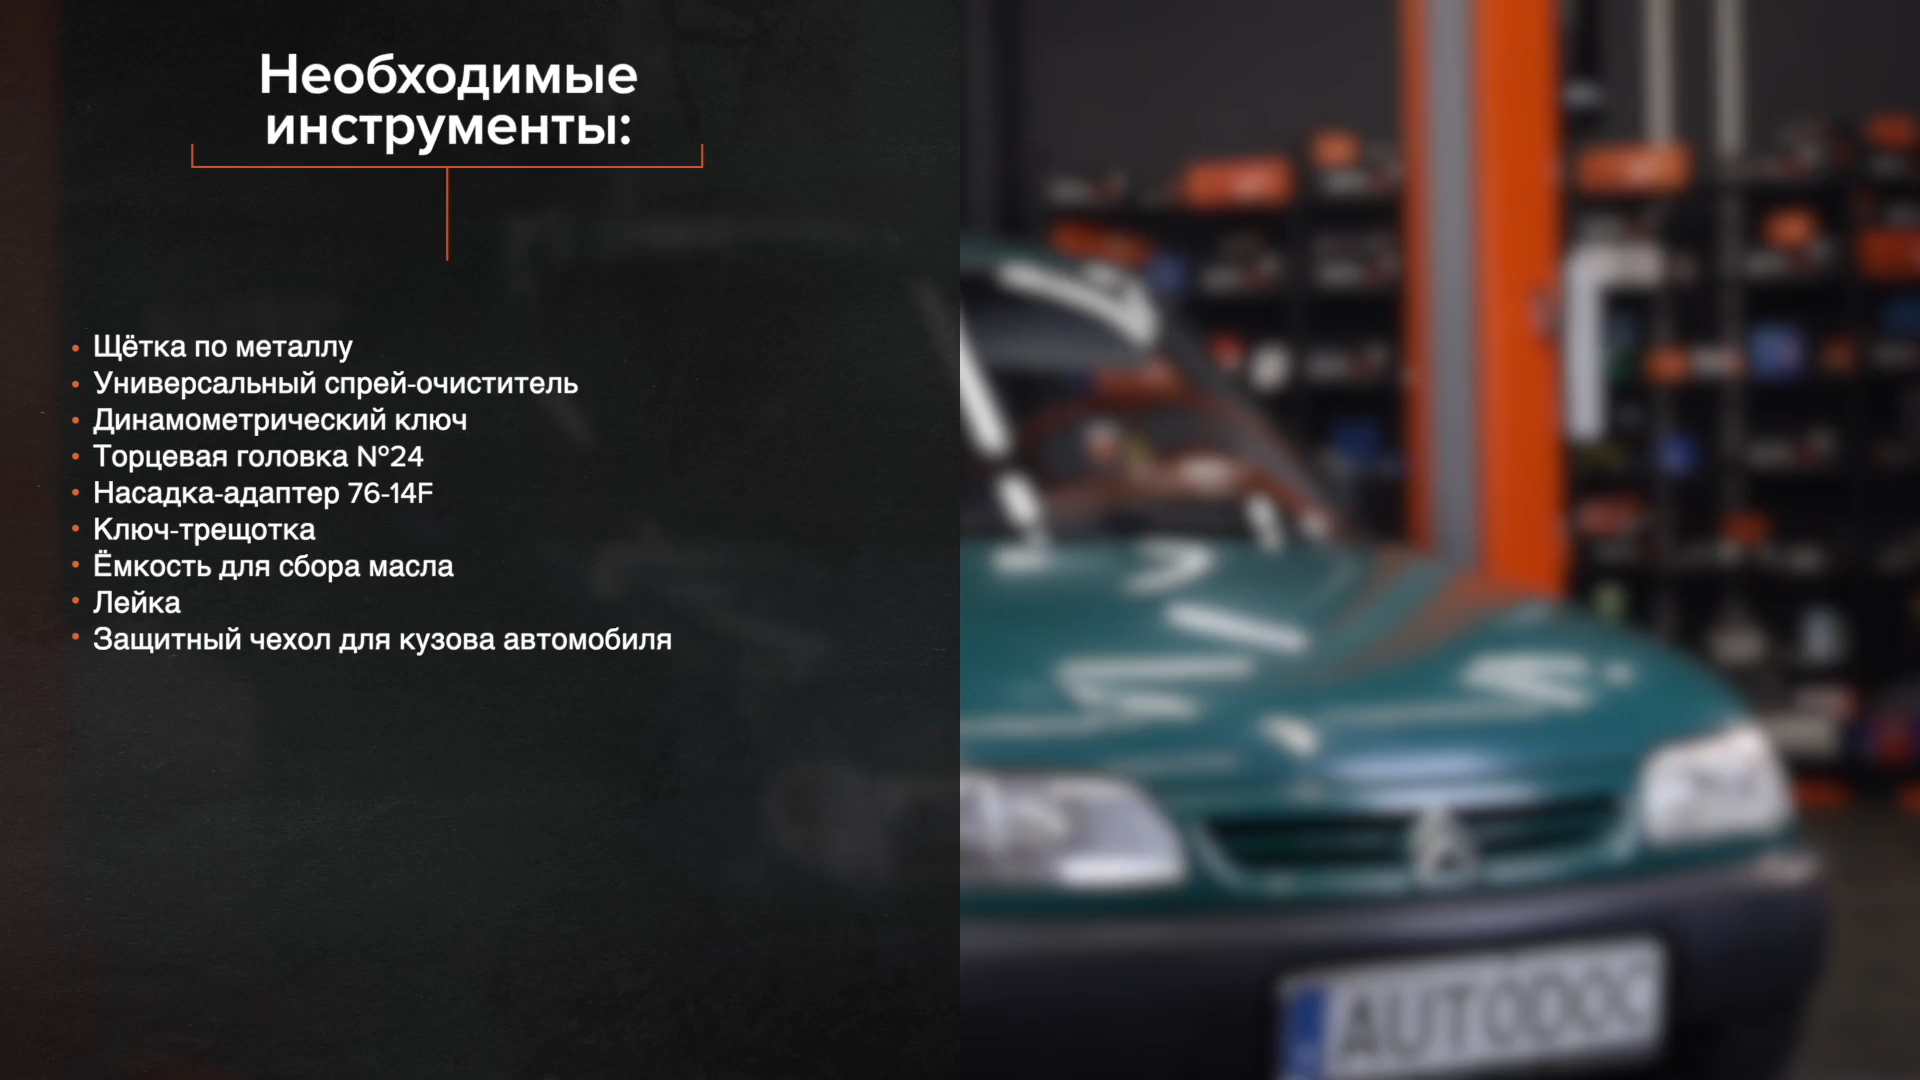 Необходимые
инструменты:
Щётка по металлу
Универсальный спрей-очиститель
Динамометрический ключ
Торцевая головка №24
Насадка-адаптер 76-14F
Ключ-трещотка
Ёмкость для сбора масла
Лейка
Защитный чехол для кузова автомобиля
AUTODOC